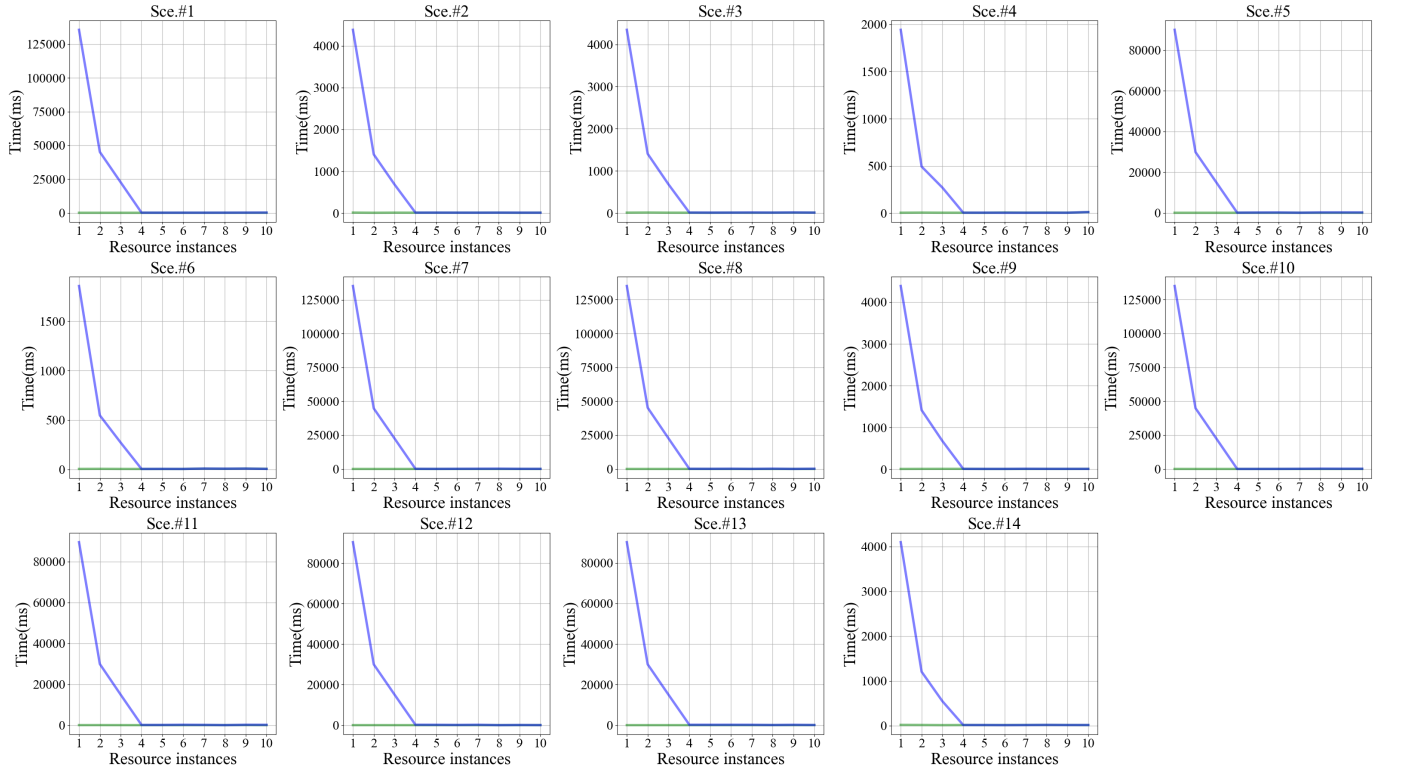 Sce.#1 Sce.#2 Sce.#3 Sce.#4 Sce.#5
125000
100000
75000
50000
25000
0
Time(ms)
1 2 3 4 5 6 7 8 9 10
Resource instances
4000
3000
2000
1000
0
Time(ms)
1 2 3 4 5 6 7 8 9 10
Resource instances
4000
3000
2000
1000
0
Time(ms)
1 2 3 4 5 6 7 8 9 10
Resource instances
2000
1500
1000
500
0
Time(ms)
1 2 3 4 5 6 7 8 9 10
Resource instances
80000
60000
40000
20000
0
Time(ms)
1 2 3 4 5 6 7 8 9 10
Resource instances
Sce.#6 Sce.#7 Sce.#8 Sce.#9 Sce.#10
1500
1000
500
0
Time(ms)
1 2 3 4 5 6 7 8 9 10
Resource instances
125000
100000
75000
50000
25000
0
Time(ms)
1 2 3 4 5 6 7 8 9 10
Resource instances
125000
100000
75000
50000
25000
0
Time(ms)
1 2 3 4 5 6 7 8 9 10
Resource instances
4000
3000
2000
1000
0
Time(ms)
1 2 3 4 5 6 7 8 9 10
Resource instances
125000
100000
75000
50000
25000
0
Time(ms)
1 2 3 4 5 6 7 8 9 10
Resource instances
Sce.#11 Sce.#12 Sce.#13 Sce.#14
80000
60000
40000
20000
0
Time(ms)
1 2 3 4 5 6 7 8 9 10
Resource instances
80000
60000
40000
20000
0
Time(ms)
1 2 3 4 5 6 7 8 9 10
Resource instances
80000
60000
40000
20000
0
Time(ms)
1 2 3 4 5 6 7 8 9 10
Resource instances
4000
3000
2000
1000
0
Time(ms)
1 2 3 4 5 6 7 8 9 10
Resource instances